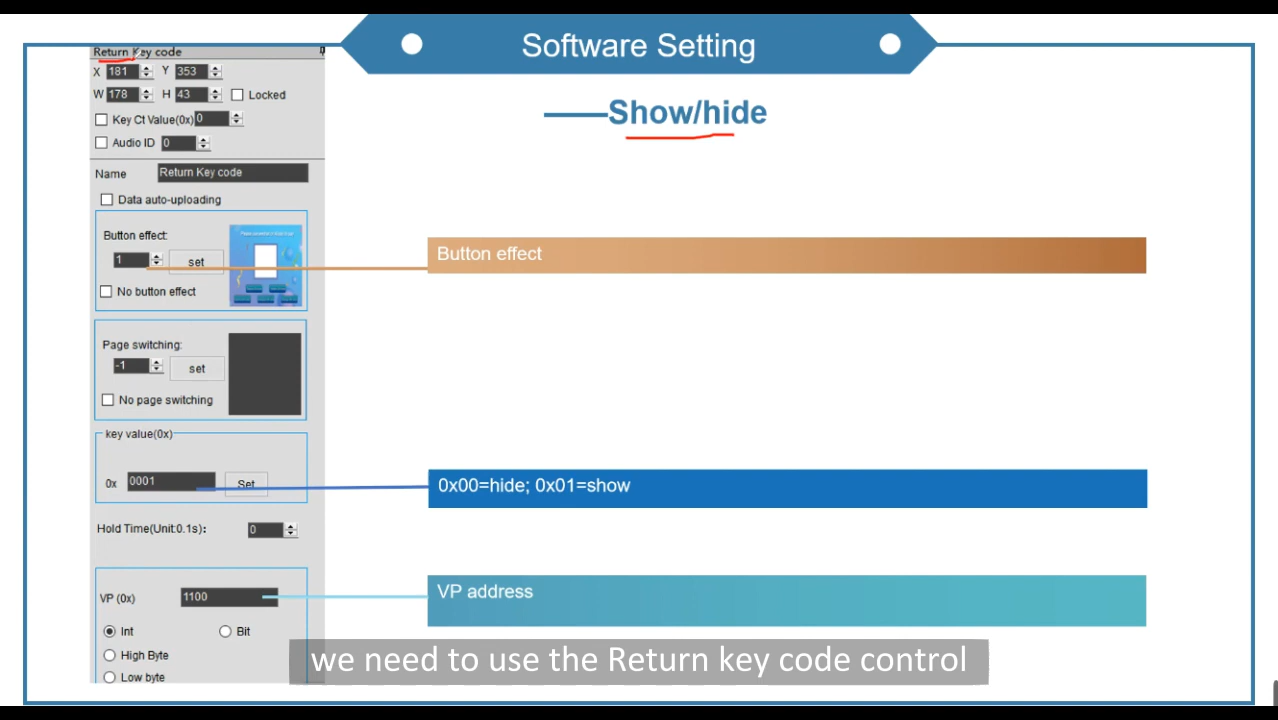 Software Setting
——Show/hide
Return Key code
X 181 Y 353
W 178 H 43 Locked
Key Ct Value(0x) 0
Audio ID 0
Name Return Key code
Data auto-uploading
Button effect:
1 set
No button effect
Button effect
Page switching:
-1 set
No page switching
key value(0x)
0x 0001 Set
0x00=hide; 0x01=show
Hold Time(Unit:0.1s): 0
VP (0x) 1100
VP address
Int Bit
High Byte
Low byte
we need to use the Return key code control